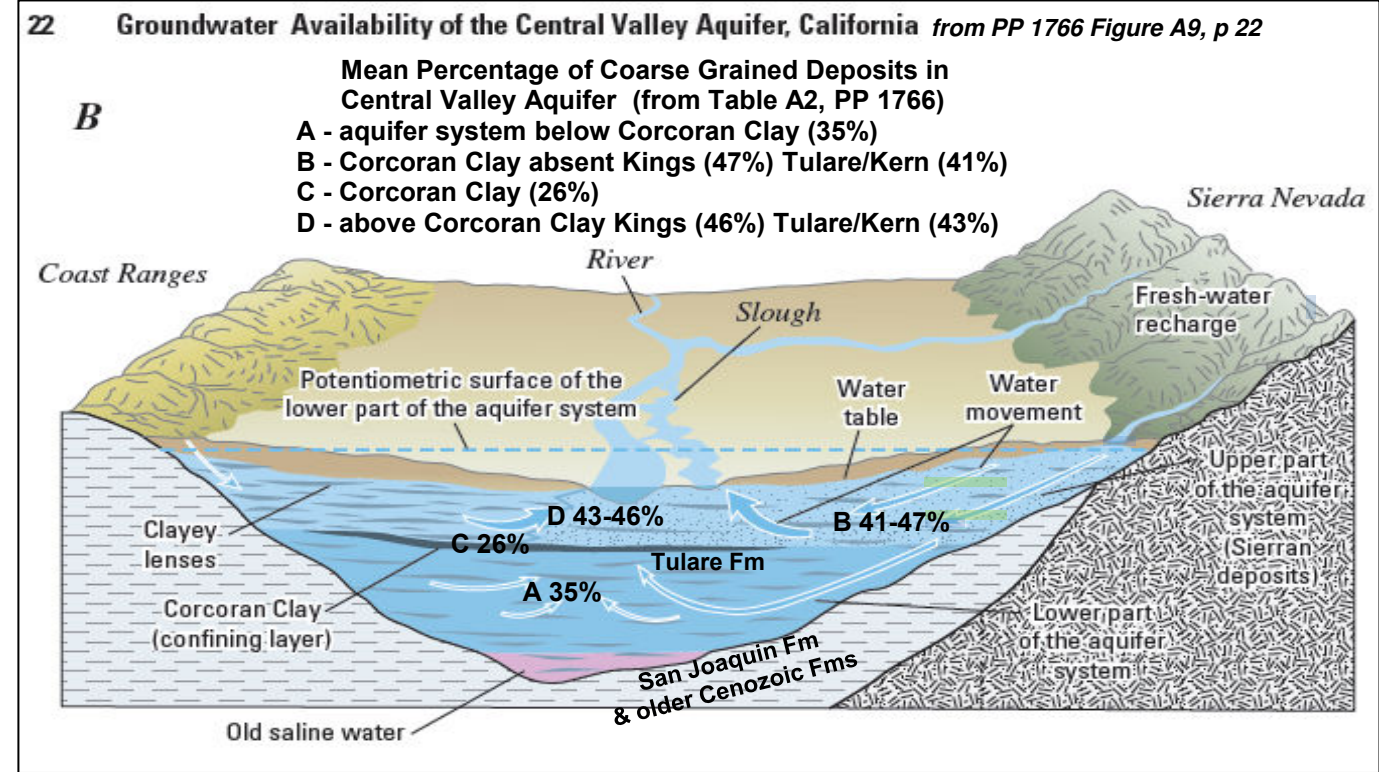 22 Groundwater Availability of the Central Valley Aquifer, California from PP 1766 Figure A9, p 22
Mean Percentage of Coarse Grained Deposits in
Central Valley Aquifer (from Table A2, PP 1766)
B
A - aquifer system below Corcoran Clay (35%)
B - Corcoran Clay absent Kings (47%) Tulare/Kern (41%)
C - Corcoran Clay (26%)
D - above Corcoran Clay Kings (46%) Tulare/Kern (43%)
Sierra Nevada
Coast Ranges
River
Slough
Fresh-water
recharge
Potentiometric surface of the
lower part of the aquifer system
Water
table
Water
movement
Upper part
of the aquifer
system
(Sierran
deposits)
Clayey
lenses
D 43-46%
B 41-47%
C 26%
Tulare Fm
A 35%
Corcoran Clay
(confining layer)
Lower part
of the aquifer
system
San Joaquin Fm
& older Cenozoic Fms
Old saline water